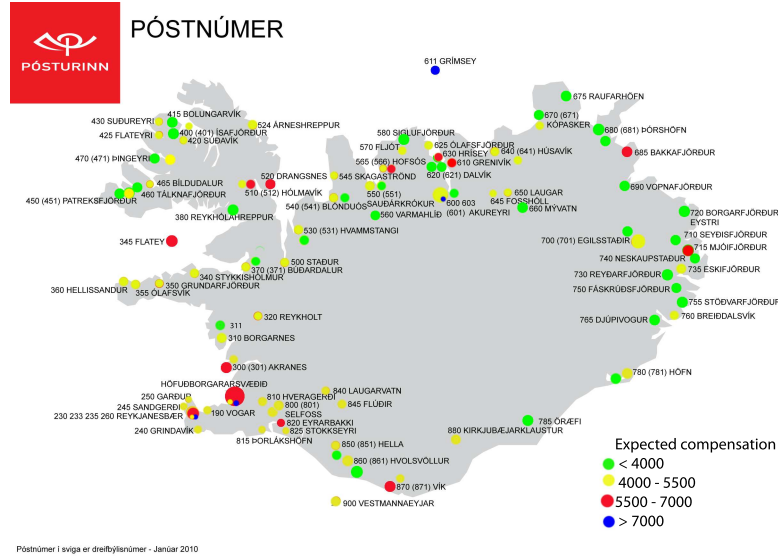 PÓSTNÚMER
PÓSTURINN
611 GRÍMSEY
675 RAUFARHÖFN
670 (671)
KÓPASKER
680 (681) ÞÓRSHÖFN
685 BAKKAFJÖRÐUR
415 BOLUNGARVÍK
430 SUÐUREYRI
400 (401) ÍSAFJÖRÐUR
425 FLATEYRI
420 SUÐAVÍK
524 ÁRNESHREPPUR
470 (471) ÞINGEYRI
580 SIGLUFJÖRÐUR
570 FLJÓT
625 ÓLAFSFJÖRÐUR
630 HRÍSEY
610 GRENIVÍK
640 (641) HÚSAVÍK
565 (566) HOFSÓS
620 (621) DALVÍK
520 DRANGSNES
545 SKAGASTRÖND
465 BÍLDUDALUR
510 (512) HÓLMAVÍK
460 TÁLKNAFJÖRÐUR
450 (451) PATREKSFJÖRÐUR
540 (541) BLÖNDUÓS
550 (551)
SAUÐÁRKRÓKUR
600 603
(601) AKUREYRI
650 LAUGAR
645 FOSSHÓLL
660 MÝVATN
690 VOPNAFJÖRÐUR
380 REYKHÓLAHREPPUR
560 VARMAHLÍÐ
720 BORGARFJÖRÐUR
EYSTRI
530 (531) HVAMMSTANGI
345 FLATEY
700 (701) EGILSSTAÐIR
710 SEYÐISFJÖRÐUR
715 MJÓIFJÖRÐUR
740 NESKAUPSTAÐUR
735 ESKIFJÖRÐUR
730 REYÐARFJÖRÐUR
500 STAÐUR
370 (371) BÚÐARDALUR
340 STYKKISHÓLMUR
350 GRUNDARFJÖRÐUR
360 HELLISSANDUR
355 ÓLAFSVÍK
750 FÁSKRÚÐSFJÖRÐUR
755 STÖÐVARFJÖRÐUR
760 BREIÐDALSVÍK
765 DJÚPIVOGUR
320 REYKHOLT
311
310 BORGARNES
300 (301) AKRANES
780 (781) HÖFN
HÖFUÐBORGARARSVÆÐIÐ
250 GARÐUR
245 SANDGERÐI
230 233 235 260 REYKJANESBÆR
190 VOGAR
240 GRINDAVÍK
810 HVERAGERÐI
840 LAUGARVATN
800 (801)
SELFOSS
845 FLÚÐIR
820 EYRARBAKKI
825 STOKKSEYRI
815 ÞORLÁKSHÖFN
785 ÖRÆFI
880 KIRKJUBÆJARKLAUSTUR
850 (851) HELLA
860 (861) HVOLSVÖLLUR
870 (871) VÍK
900 VESTMANNAEYJAR
Expected compensation
< 4000
4000 - 5500
5500 - 7000
> 7000
Póstnúmer í sviga er dreifbýlisnúmer - Janúar 2010